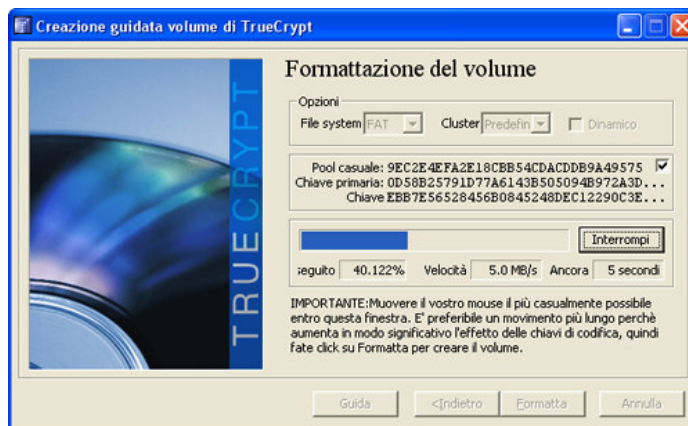 Creazione guidata volume di TrueCrypt
TRUECRYPT
Formattazione del volume
Opzioni
File system FAT Cluster Predefin Dinamico
Pool casuale: 9EC2E4EFA2E18CBB54CDACDDB9A49575
Chiave primaria: 0D58B25791D77A6143B505094B972A3D...
Chiave EBB7E56528456B0845248DEC12290C3E...
Interrompi
seguito 40.122% Velocità 5.0 MB/s Ancora 5 secondi
IMPORTANTE:Muovere il vostro mouse il più casualmente possibile
entro questa finestra. E' preferibile un movimento più lungo perchè
aumenta in modo significativo l'effetto delle chiavi di codifica, quindi
fate click su Formatta per creare il volume.
Guida <Indietro Formatta Annulla